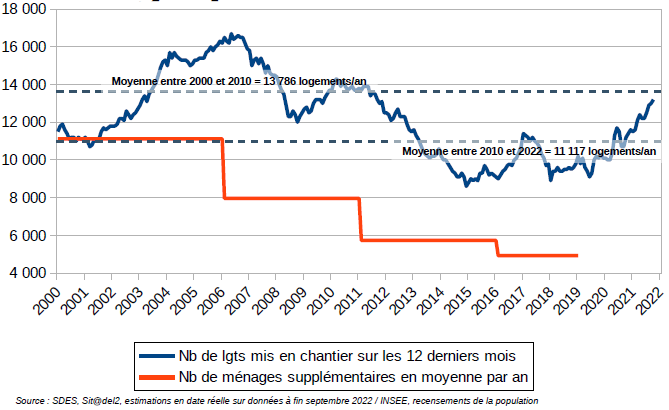 18 000
16 000
14 000
12 000
10 000
8 000
6 000
4 000
Moyenne entre 2000 et 2010 = 13 786 logements/an
Moyenne entre 2010 et 2022 = 11 117 logements/an
2000 2001 2002 2003 2004 2005 2006 2007 2008 2009 2010 2011 2012 2013 2014 2015 2016 2017 2018 2019 2020 2021 2022
Nb de lgts mis en chantier sur les 12 derniers mois
Nb de ménages supplémentaires en moyenne par an
Source : SDES, Sit@del2, estimations en date réelle sur données à fin septembre 2022 / INSEE, recensements de la population